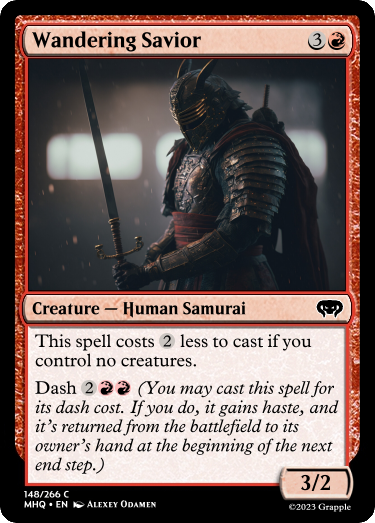 Wandering Savior 3
Creature — Human Samurai
This spell costs 2 less to cast if you
control no creatures.
Dash 2 (You may cast this spell for
its dash cost. If you do, it gains haste, and
it's returned from the battlefield to its
owner's hand at the beginning of the next
end step.)
3/2
148/266 C
MHQ • EN Alexey Odamen
©2023 Grapple